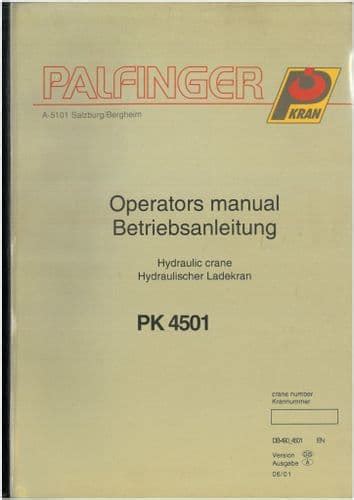 PALFINGER
P
KRAN
A-5101 Salzburg/Bergheim
Operators manual
Betriebsanleitung
Hydraulic crane
Hydraulischer Ladekran
PK 4501
crane number
Krannummer
EN
Version GB
Ausgabe A